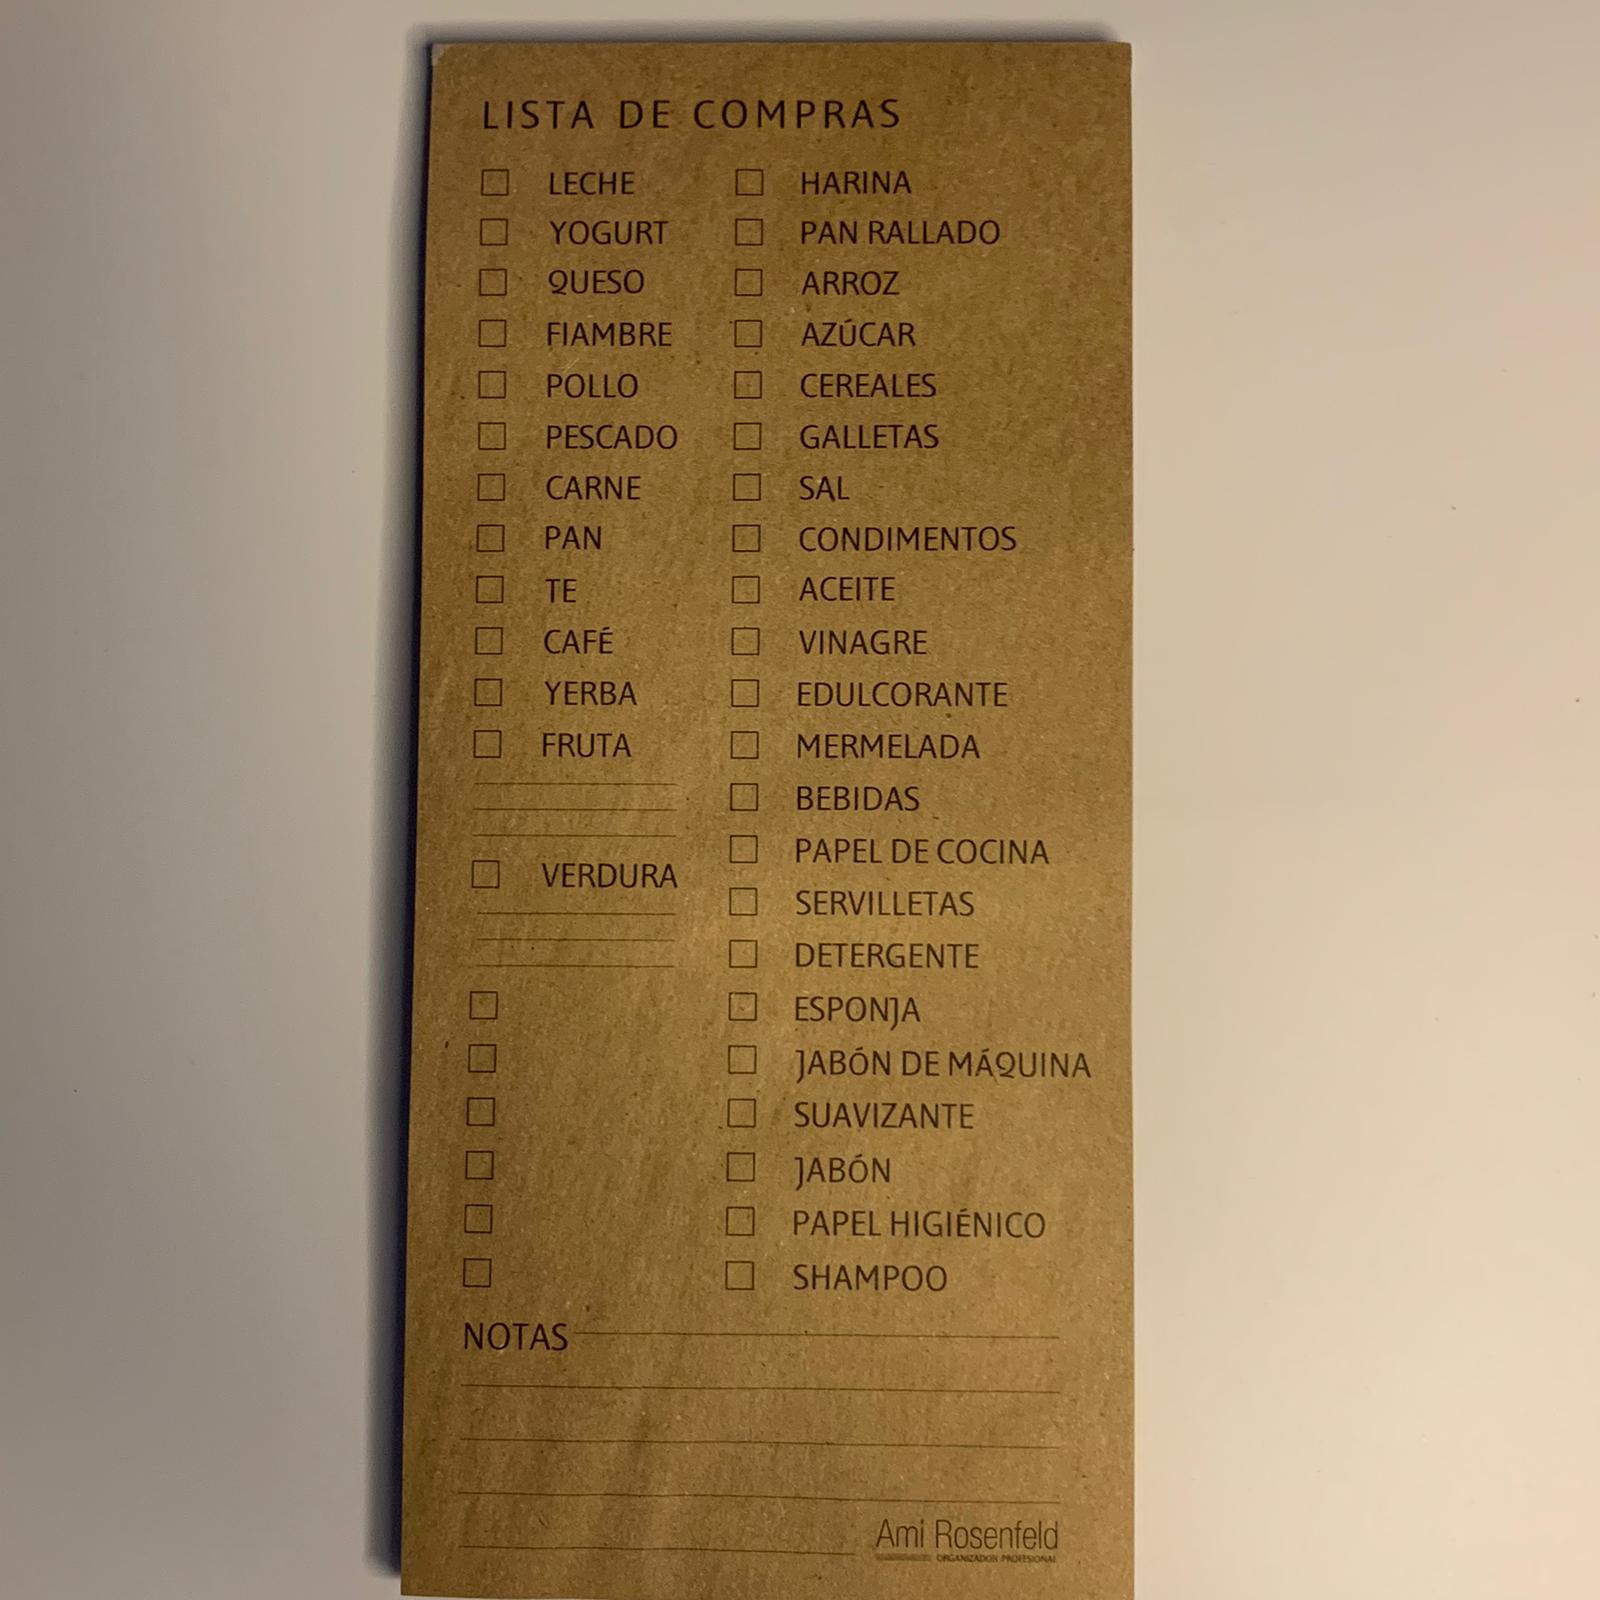 LISTA DE COMPRAS
LECHE
YOGURT
QUESO
FIAMBRE
POLLO
PESCADO
CARNE
PAN
TE
CAFÉ
YERBA
FRUTA
VERDURA
HARINA
PAN RALLADO
ARROZ
AZÚCAR
CEREALES
GALLETAS
SAL
CONDIMENTOS
ACEITE
VINAGRE
EDULCORANTE
MERMELADA
BEBIDAS
PAPEL DE COCINA
SERVILLETAS
DETERGENTE
ESPONJA
JABÓN DE MÁQUINA
SUAVIZANTE
JABÓN
PAPEL HIGIÉNICO
SHAMPOO
NOTAS
Ami Rosenfeld
ORGANIZADOR PROFESIONAL